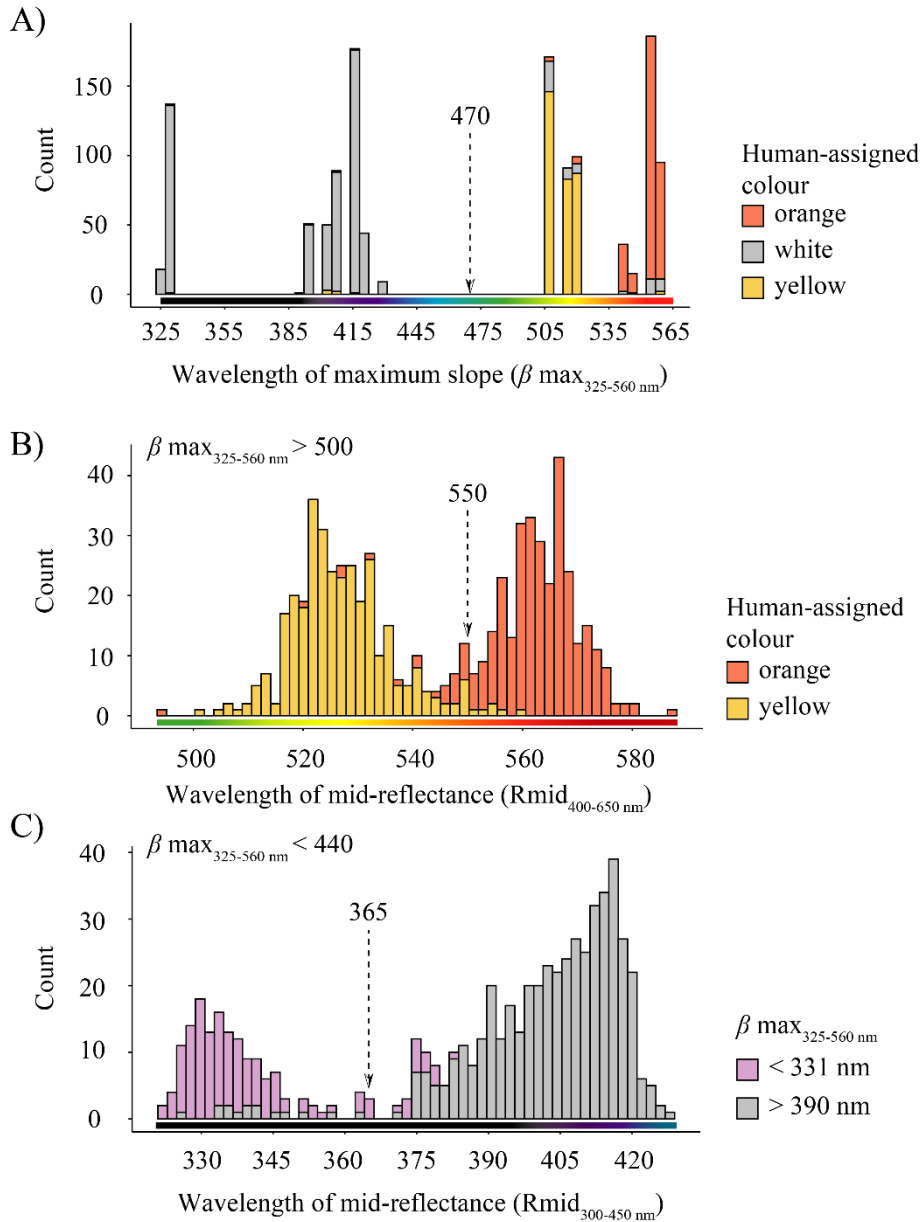 A)
150
100
50
0
Count
470
Human-assigned
colour
orange
white
yellow
325 355 385 415 445 475 505 535 565
Wavelength of maximum slope (β max325-560 nm)
B)
β max325-560 nm > 500
40
30
20
10
0
Count
550
Human-assigned
colour
orange
yellow
500 520 540 560 580
Wavelength of mid-reflectance (Rmid400-650 nm)
C)
β max325-560 nm < 440
40
30
20
10
0
Count
365
β max325-560 nm
< 331 nm
> 390 nm
330 345 360 375 390 405 420
Wavelength of mid-reflectance (Rmid300-450 nm)